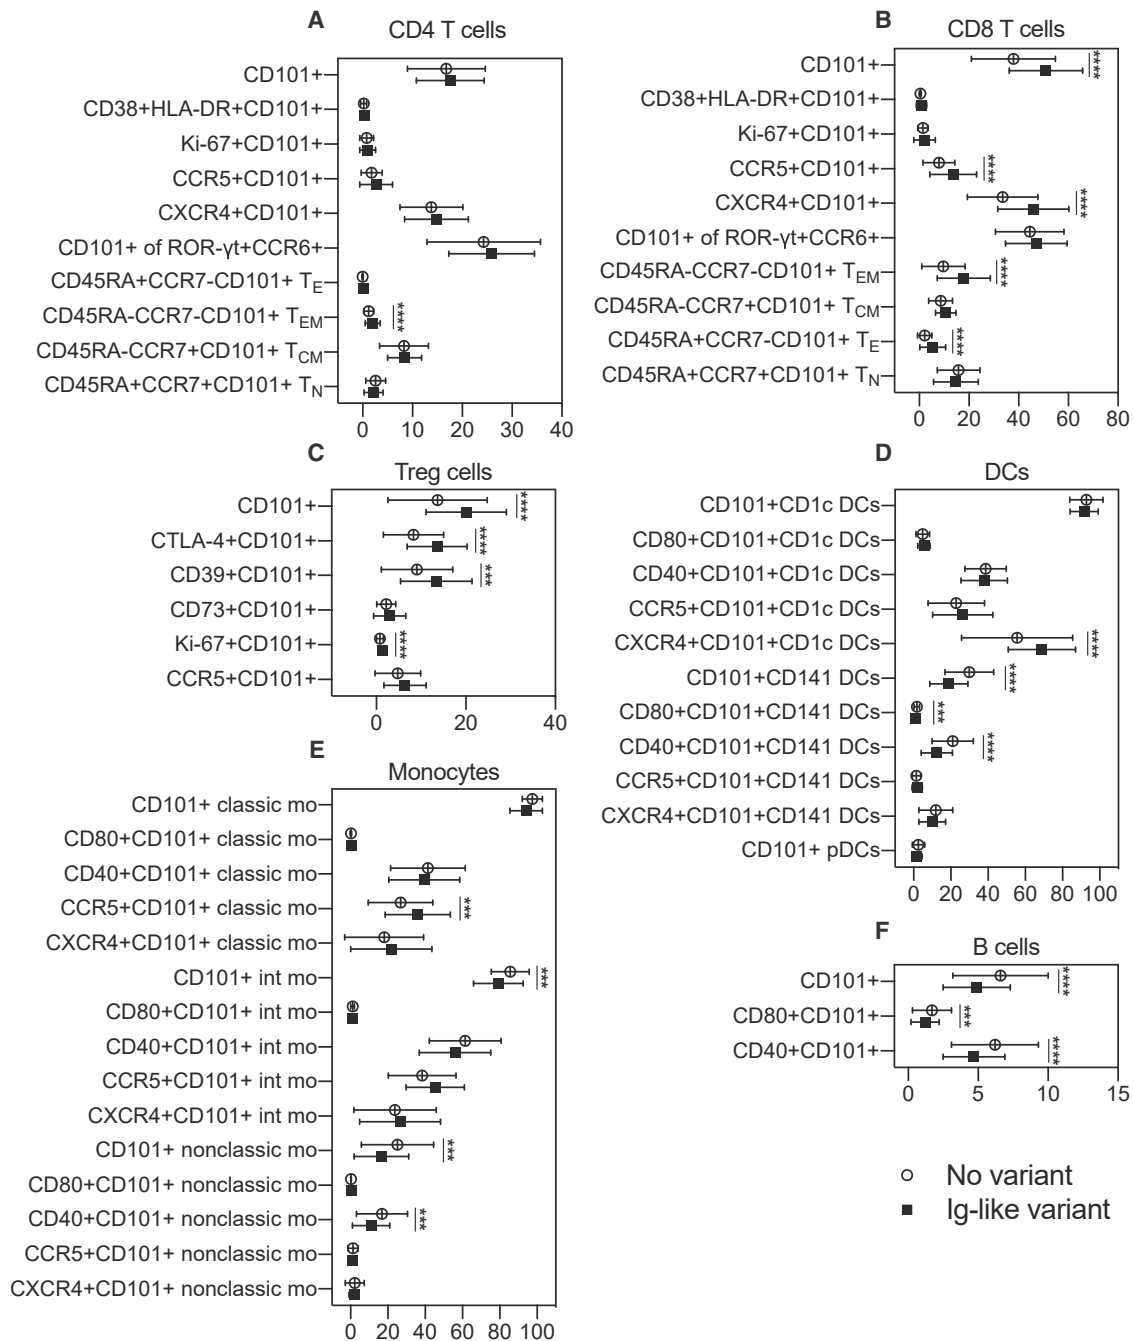 A
CD4 T cells
CD101+
CD38+HLA-DR+CD101+
Ki-67+CD101+
CCR5+CD101+
CXCR4+CD101+
CD101+ of ROR-γt+CCR6+
CD45RA+CCR7-CD101+ TE
CD45RA-CCR7-CD101+ TEM
****
CD45RA-CCR7+CD101+ TCM
CD45RA+CCR7+CD101+ TN
0 10 20 30 40
B
CD8 T cells
CD101+
****
CD38+HLA-DR+CD101+
Ki-67+CD101+
CCR5+CD101+
****
CXCR4+CD101+
****
CD101+ of ROR-γt+CCR6+
CD45RA-CCR7-CD101+ TEM
****
CD45RA-CCR7+CD101+ TCM
CD45RA+CCR7-CD101+ TE
****
CD45RA+CCR7+CD101+ TN
0 20 40 60 80
C
Treg cells
CD101+
****
CTLA-4+CD101+
****
CD39+CD101+
***
CD73+CD101+
Ki-67+CD101+
****
CCR5+CD101+
0 20 40
D
DCs
CD101+CD1c DCs
CD80+CD101+CD1c DCs
CD40+CD101+CD1c DCs
CCR5+CD101+CD1c DCs
CXCR4+CD101+CD1c DCs
****
CD101+CD141 DCs
****
CD80+CD101+CD141 DCs
***
CD40+CD101+CD141 DCs
****
CCR5+CD101+CD141 DCs
CXCR4+CD101+CD141 DCs
CD101+ pDCs
0 20 40 60 80 100
E
Monocytes
CD101+ classic mo
CD80+CD101+ classic mo
CD40+CD101+ classic mo
CCR5+CD101+ classic mo
***
CXCR4+CD101+ classic mo
CD101+ int mo
***
CD80+CD101+ int mo
CD40+CD101+ int mo
CCR5+CD101+ int mo
CXCR4+CD101+ int mo
CD101+ nonclassic mo
***
CD80+CD101+ nonclassic mo
CD40+CD101+ nonclassic mo
***
CCR5+CD101+ nonclassic mo
CXCR4+CD101+ nonclassic mo
0 20 40 60 80 100
F
B cells
CD101+
****
CD80+CD101+
***
CD40+CD101+
****
0 5 10 15
No variant
Ig-like variant